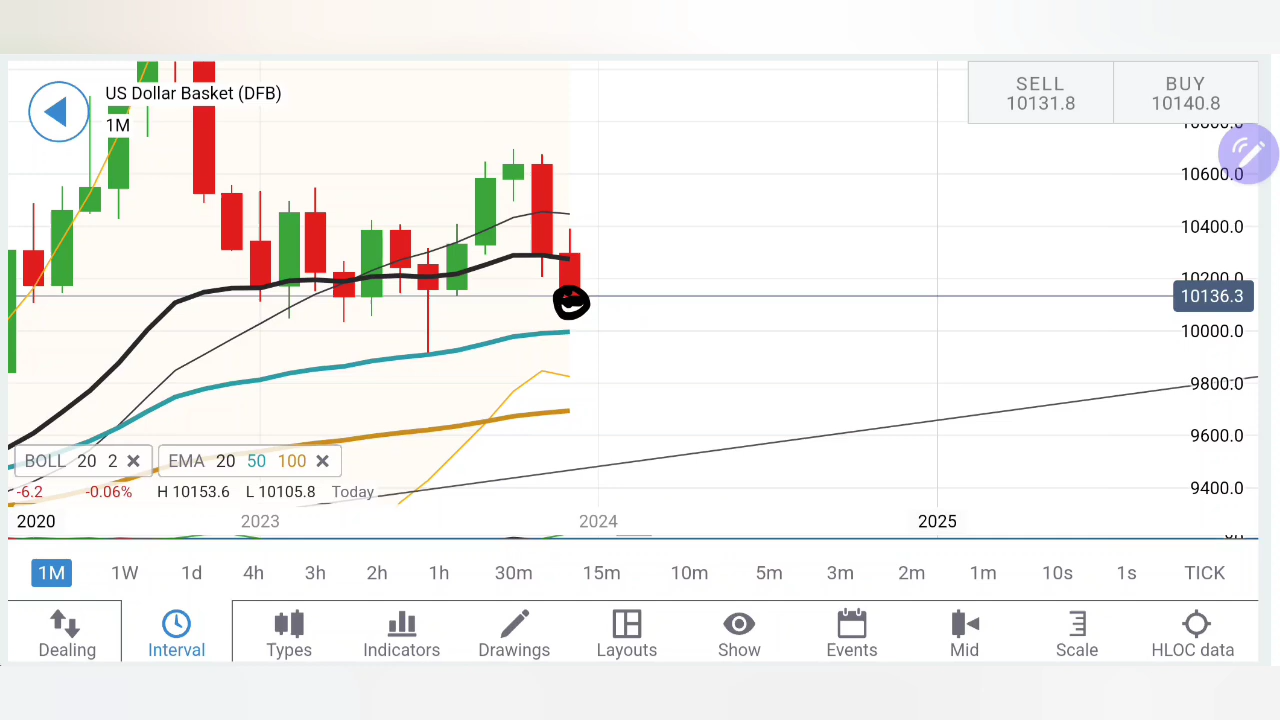 US Dollar Basket (DFB)
1M
SELL
10131.8
BUY
10140.8
10600.0
10400.0
10200.0
10136.3
10000.0
9800.0
9600.0
9400.0
BOLL 20 2 ×
EMA 20 50 100 ×
-6.2 -0.06% H 10153.6 L 10105.8 Today
2020 2023 2024 2025
1M 1W 1d 4h 3h 2h 1h 30m 15m 10m 5m 3m 2m 1m 10s 1s TICK
Dealing Interval Types Indicators Drawings Layouts Show Events Mid Scale HLOC data